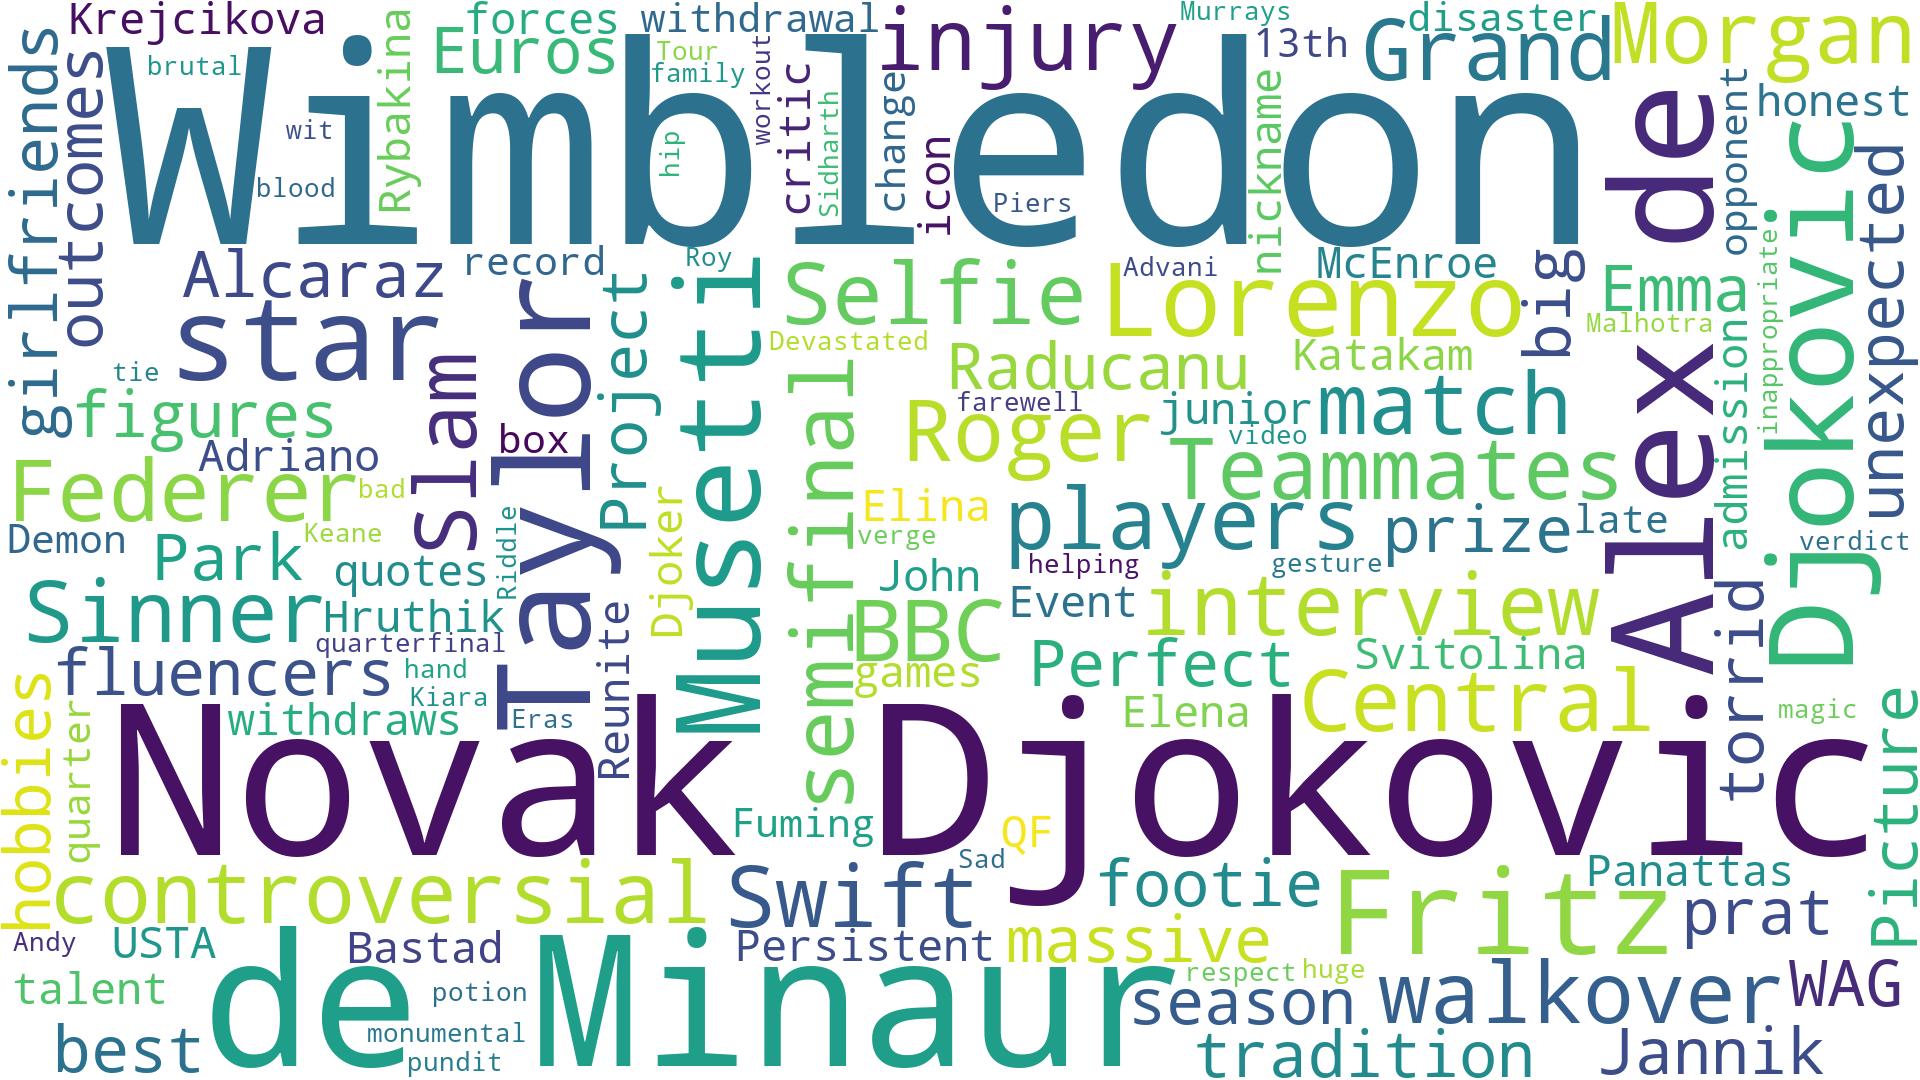 Krejcikova
forces
withdrawal
injury
Murrays
disaster
Morgan
Euros
Tour
13th
Grand
brutal
family
Wimbledon
girlfriends
outcomes
Rybakina
workout
critic
Sidharth
change
icon
nickname
de
opponent
honest
wit
hip
blood
Piers
unexpected
Djokovic
inappropriate
Alcaraz
record
Roy
Advani
McEnroe
big
Emma
star
Taylor
Project
Musetti
Selfie
Lorenzo
Malhotra
Devastated
tie
slam
Raducanu
Katakam
admissiona
figures
box
semifinal
farewell
junior
match
Adriano
Roger
video
Teammates
Alex
Federer
bad
Djoker
Elina
players
prize
late
Demon
Keane
Riddle
verge
verdict
Park
quotes
John
helping
gesture
Sinner
Hruthik
Reunite
BBC
Event
interview
torrid
quarterfinal
fluencers
hand
games
Perfect
Svitolina
Kiara
hobbies
quarter
withdraws
Eras
Elena
Central
magic
Picture
Novak Djokovic
Fuming
QF
Sad
controversial
Swift
footie
Fritz
Panattas
prat
Andy
USTA
Bastad
Persistent
massive
talent
de Minaur
potion
respect
huge
season
walkover
WAG
best
monumental
pundit
tradition
Jannik